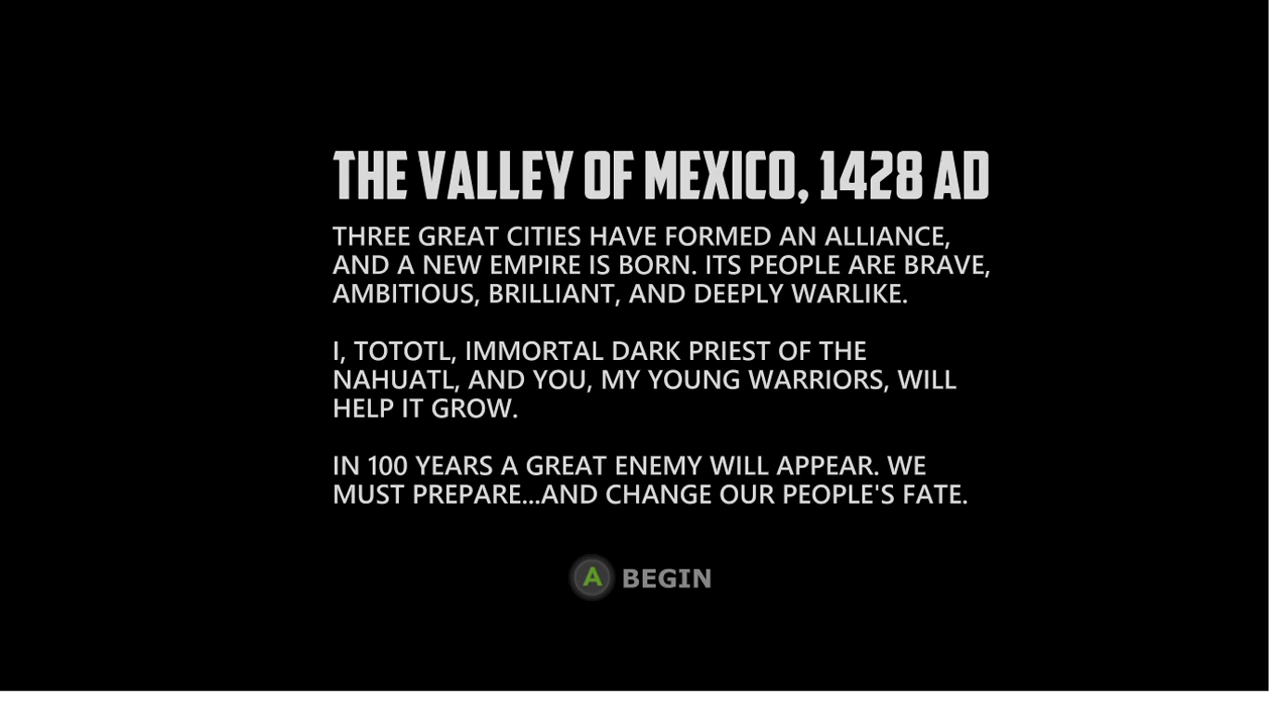 THE VALLEY OF MEXICO, 1428 AD
THREE GREAT CITIES HAVE FORMED AN ALLIANCE,
AND A NEW EMPIRE IS BORN. ITS PEOPLE ARE BRAVE,
AMBITIOUS, BRILLIANT, AND DEEPLY WARLIKE.
I, TOTOTL, IMMORTAL DARK PRIEST OF THE
NAHUATL, AND YOU, MY YOUNG WARRIORS, WILL
HELP IT GROW.
IN 100 YEARS A GREAT ENEMY WILL APPEAR. WE
MUST PREPARE...AND CHANGE OUR PEOPLE'S FATE.
A BEGIN